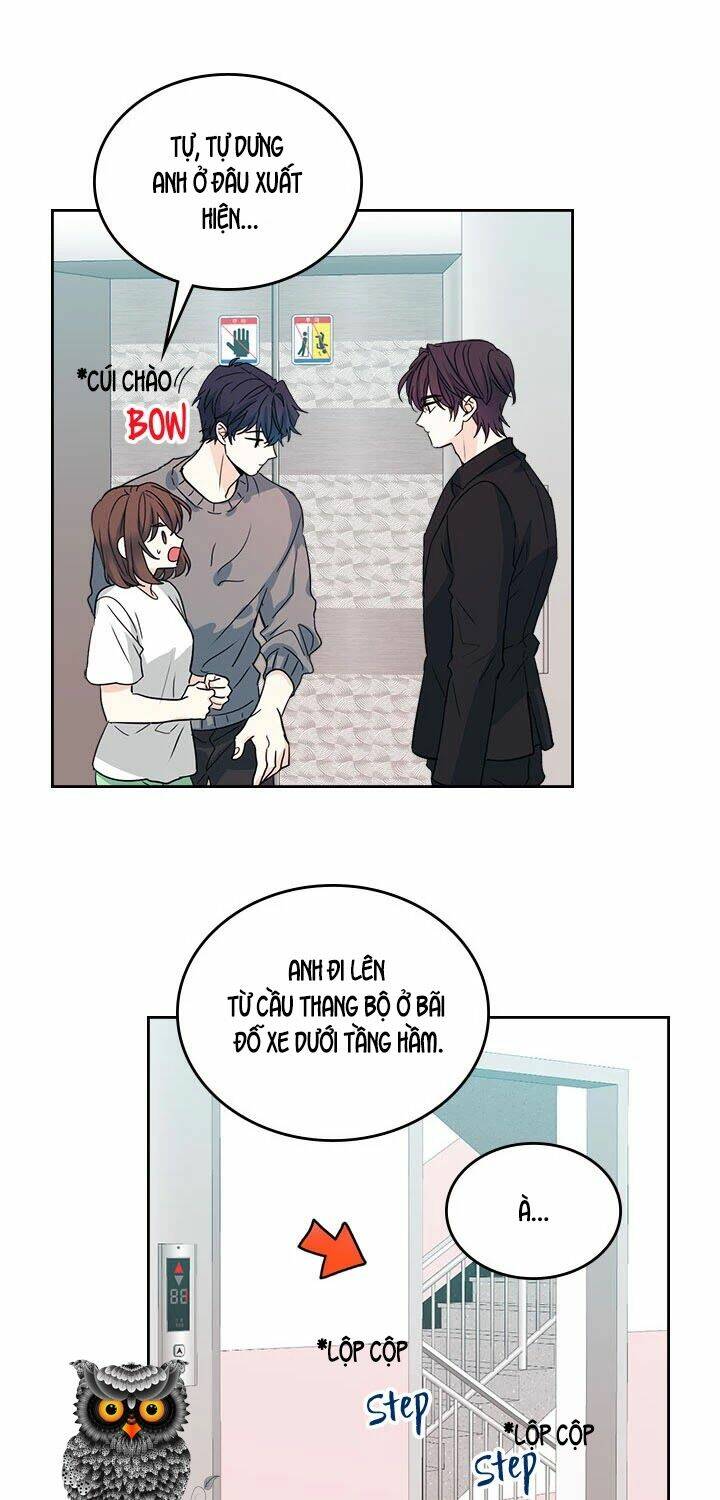 TỰ, TỰ DƯNG
ANH Ở ĐÂU XUẤT
HIỆN...
*CÚI CHÀO
BOW
ANH ĐI LÊN
TỪ CẦU THANG BỘ Ở BÃI
ĐỖ XE DƯỚI TẦNG HẦM.
À...
*LỘP CỘP
Step
*LỘP CỘP
Step